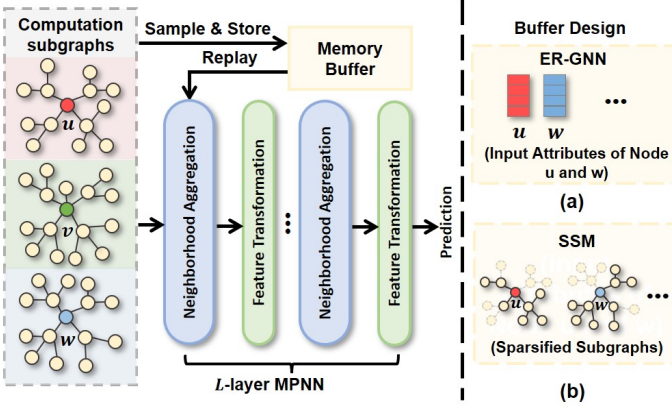 Computation
subgraphs
u
v
w
Sample & Store
Replay
Memory
Buffer
Neighborhood Aggregation
Feature Transformation
...
Neighborhood Aggregation
Feature Transformation
Prediction
L-layer MPNN
Buffer Design
ER-GNN
u w ...
(Input Attributes of Node
u and w)
(a)
SSM
u w ...
(Sparsified Subgraphs)
(b)